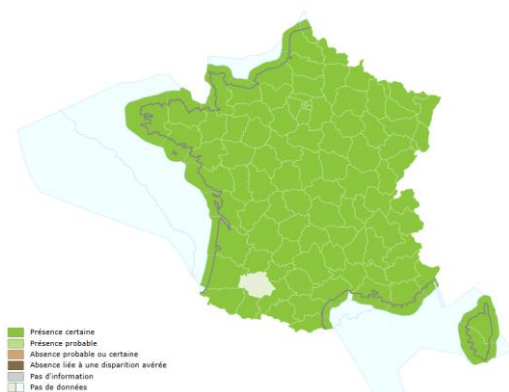 Présence certaine
Présence probable
Absence probable ou certaine
Absence liée à une disparition avérée
Pas d'information
Pas de données